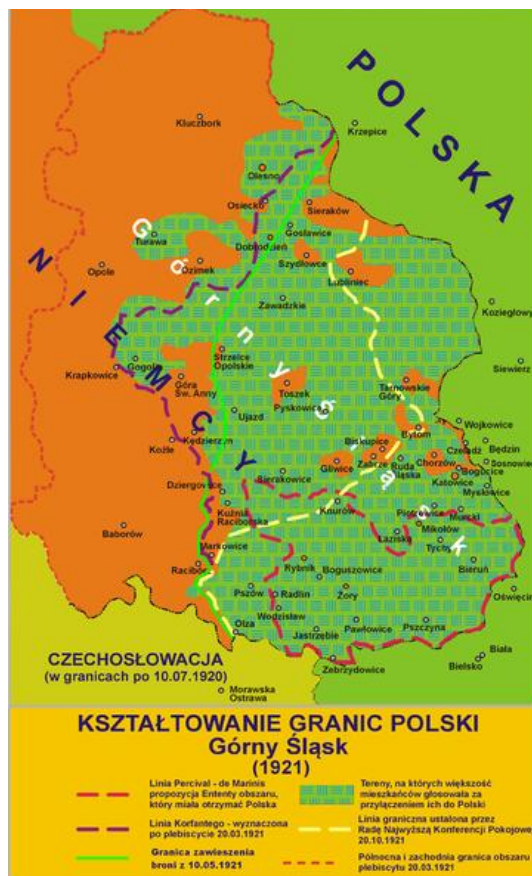 POLSKA
NIEMCY
Górny Śląsk
Kluczbork
Krzepice
Olesno
Osiecko
Sieraków
Turawa
Gosławice
Dobrodzień
Opole
Ozimek
Szydłowce
Lubliniec
Zawadzkie
Koziegłowy
Strzelce
Opolskie
Gogolin
Krapkowice
Góra
Św. Anny
Toszek
Tarnowskie
Góry
Siewierz
Pyskowice
Ujazd
Wojkowice
Bytom
Kędzierzyn
Koźle
Biskupice
Czeladź
Będzin
Gliwice
Zabrze
Ruda
Śląska
Chorzów
Sosnowiec
Bogucice
Sierakowice
Katowice
Dziergowice
Mysłowice
Kuźnia
Raciborska
Knurów
Piotrowice
Murcki
Mikołów
Łaziska
Tychy
Baborów
Markowice
Racibórz
Rybnik
Boguszowice
Bieruń
Pszów
Radlin
Żory
Oświęcim
Wodzisław
Pawłowice
Pszczyna
Olza
Jastrzębie
Biała
Bielsko
Zebrzydowice
CZECHOSŁOWACJA
(w granicach po 10.07.1920)
Morawska
Ostrawa
KSZTAŁTOWANIE GRANIC POLSKI
Górny Śląsk
(1921)
Linia Percival - de Marinis
propozycja Ententy obszaru,
który miała otrzymać Polska
Tereny, na których większość
mieszkańców głosowała za
przyłączeniem ich do Polski
Linia Korfantego - wyznaczona
po plebiscycie 20.03.1921
Linia graniczna ustalona przez
Radę Najwyższą Konferencji Pokojowej
20.10.1921
Granica zawieszenia
broni z 10.05.1921
Północna i zachodnia granica obszaru
plebiscytu 20.03.1921